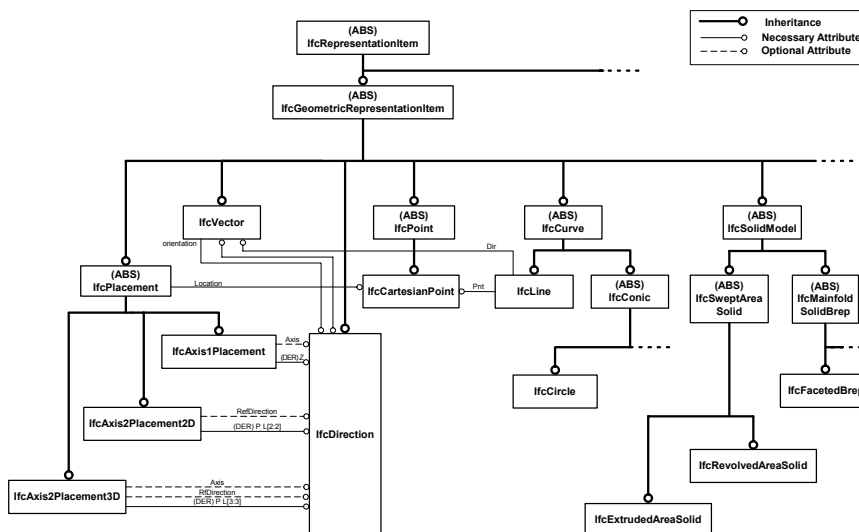 (ABS)
IfcRepresentationItem
Inheritance
Necessary Attribute
Optional Attribute
(ABS)
IfcGeometricRepresentationItem
IfcVector
(ABS)
IfcPoint
(ABS)
IfcCurve
(ABS)
IfcSolidModel
orientation
Dir
(ABS)
IfcPlacement
Location
IfcCartesianPoint
Pnt
IfcLine
(ABS)
IfcConic
(ABS)
IfcSweptArea
Solid
(ABS)
IfcMainfold
SolidBrep
IfcAxis1Placement
Axis
(DER) Z
IfcCircle
IfcFacetedBrep
IfcAxis2Placement2D
RefDirection
(DER) P L[2:2]
IfcDirection
IfcRevolvedAreaSolid
IfcAxis2Placement3D
Axis
RfDirection
(DER) P L[3:3]
IfcExtrudedAreaSolid